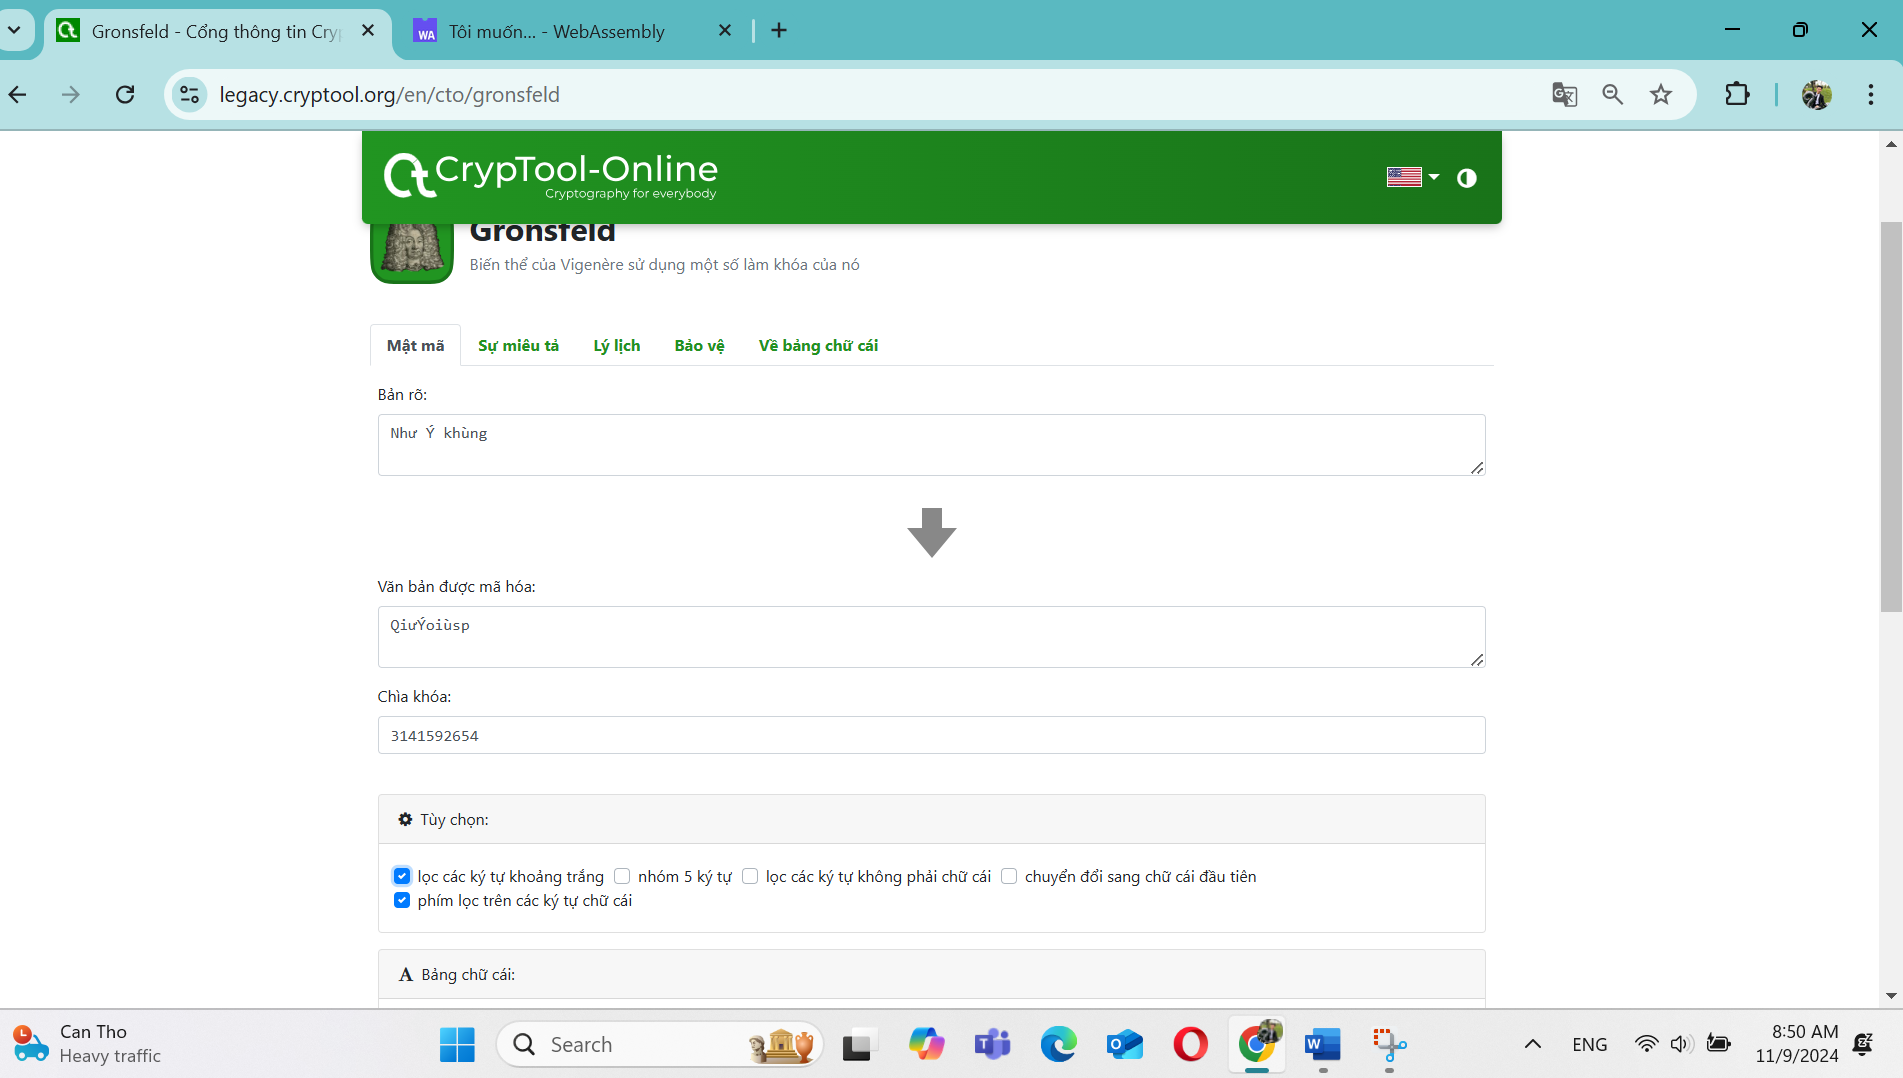 Gronsfeld - Cổng thông tin Cry
Tôi muốn... - WebAssembly
legacy.cryptool.org/en/cto/gronsfeld
CrypTool-Online
Cryptography for everybody
Gronsfeld
Biến thể của Vigenère sử dụng một số làm khóa của nó
Mật mã
Sự miêu tả
Lý lịch
Bảo vệ
Về bảng chữ cái
Bản rõ:
Như Ý khùng
Văn bản được mã hóa:
QiưÝoiùsp
Chìa khóa:
3141592654
Tùy chọn:
lọc các ký tự khoảng trắng nhóm 5 ký tự lọc các ký tự không phải chữ cái chuyển đổi sang chữ cái đầu tiên
phím lọc trên các ký tự chữ cái
A Bảng chữ cái:
Can Tho
Heavy traffic
Search
ENG
8:50 AM
11/9/2024